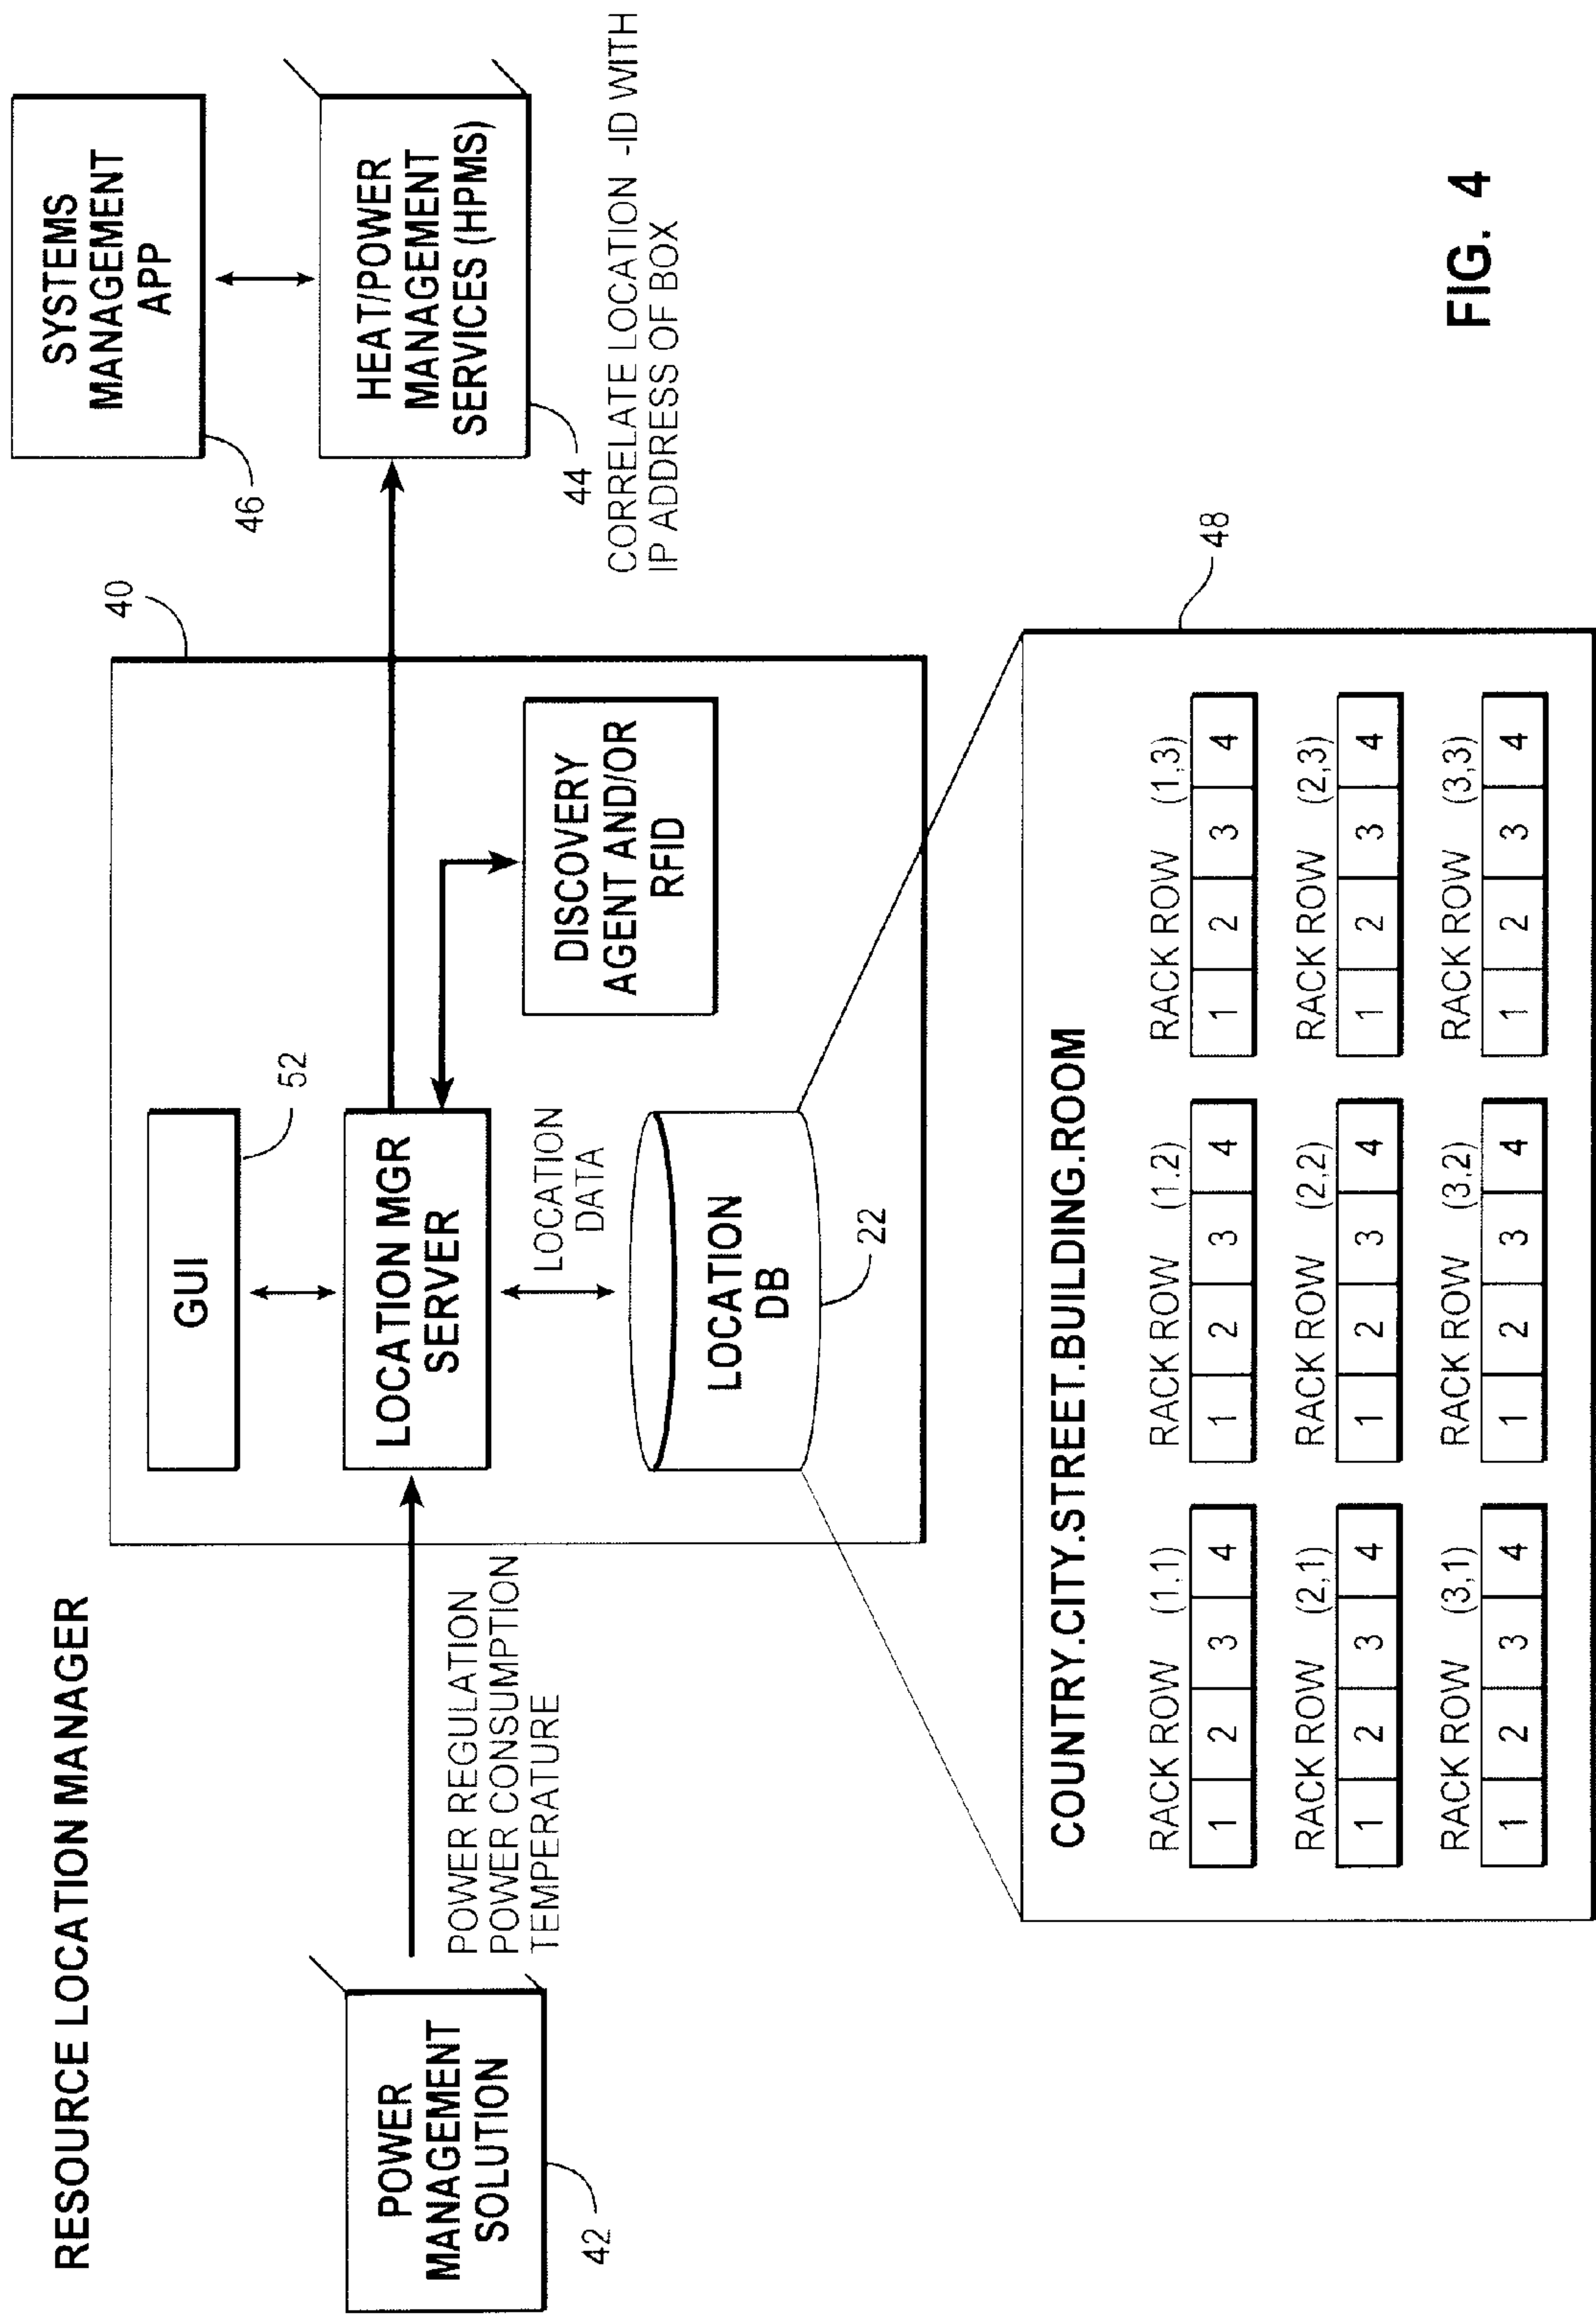 RESOURCE LOCATION MANAGER
POWER
MANAGEMENT
SOLUTION
42
POWER REGULATION
POWER CONSUMPTION
TEMPERATURE
40
GUI
52
LOCATION MGR
SERVER
LOCATION
DATA
LOCATION
DB
22
DISCOVERY
AGENT AND/OR
RFID
SYSTEMS
MANAGEMENT
APP
46
HEAT/POWER
MANAGEMENT
SERVICES (HPMS)
44
CORRELATE LOCATION -ID WITH
IP ADDRESS OF BOX
48
COUNTRY.CITY.STREET.BUILDING.ROOM
RACK ROW (1,1) RACK ROW (1,2) RACK ROW (1,3)
1 2 3 4 1 2 3 4 1 2 3 4
RACK ROW (2,1) RACK ROW (2,2) RACK ROW (2,3)
1 2 3 4 1 2 3 4 1 2 3 4
RACK ROW (3,1) RACK ROW (3,2) RACK ROW (3,3)
1 2 3 4 1 2 3 4 1 2 3 4
FIG. 4